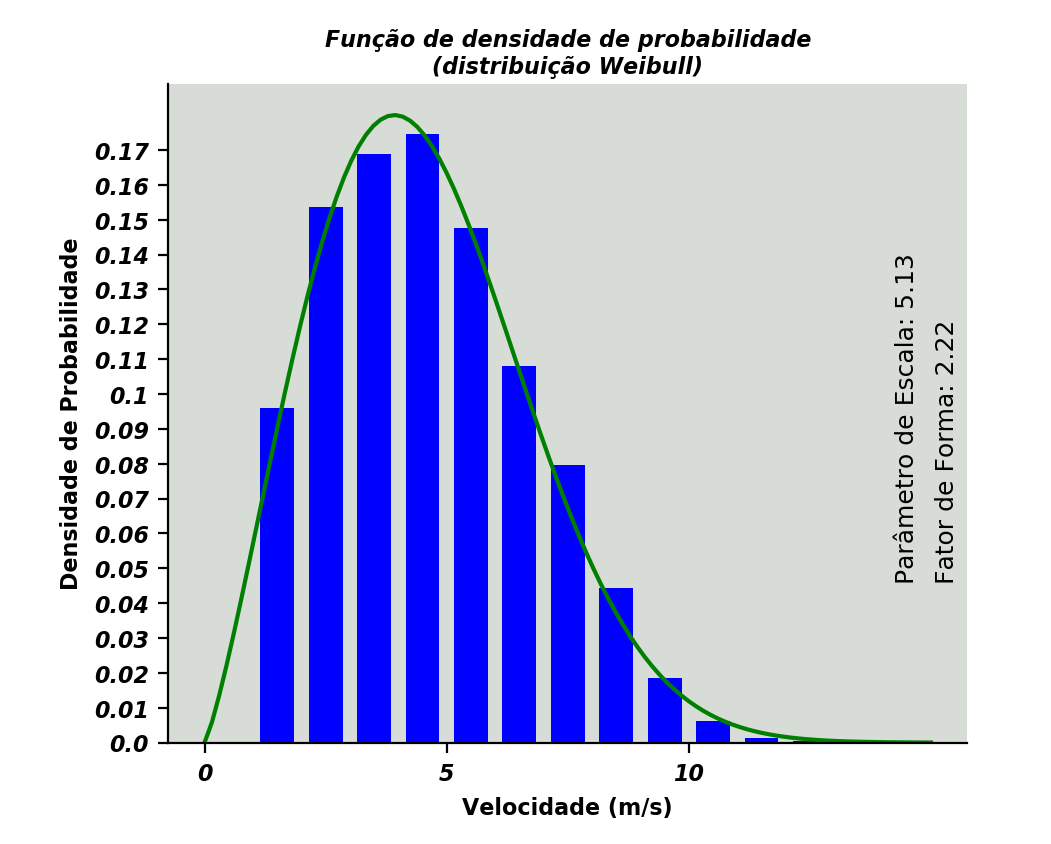 Função de densidade de probabilidade
(distribuição Weibull)
Densidade de Probabilidade
0.17
0.16
0.15
0.14
0.13
0.12
0.11
0.1
0.09
0.08
0.07
0.06
0.05
0.04
0.03
0.02
0.01
0.0
0 5 10
Velocidade (m/s)
Parâmetro de Escala: 5.13
Fator de Forma: 2.22